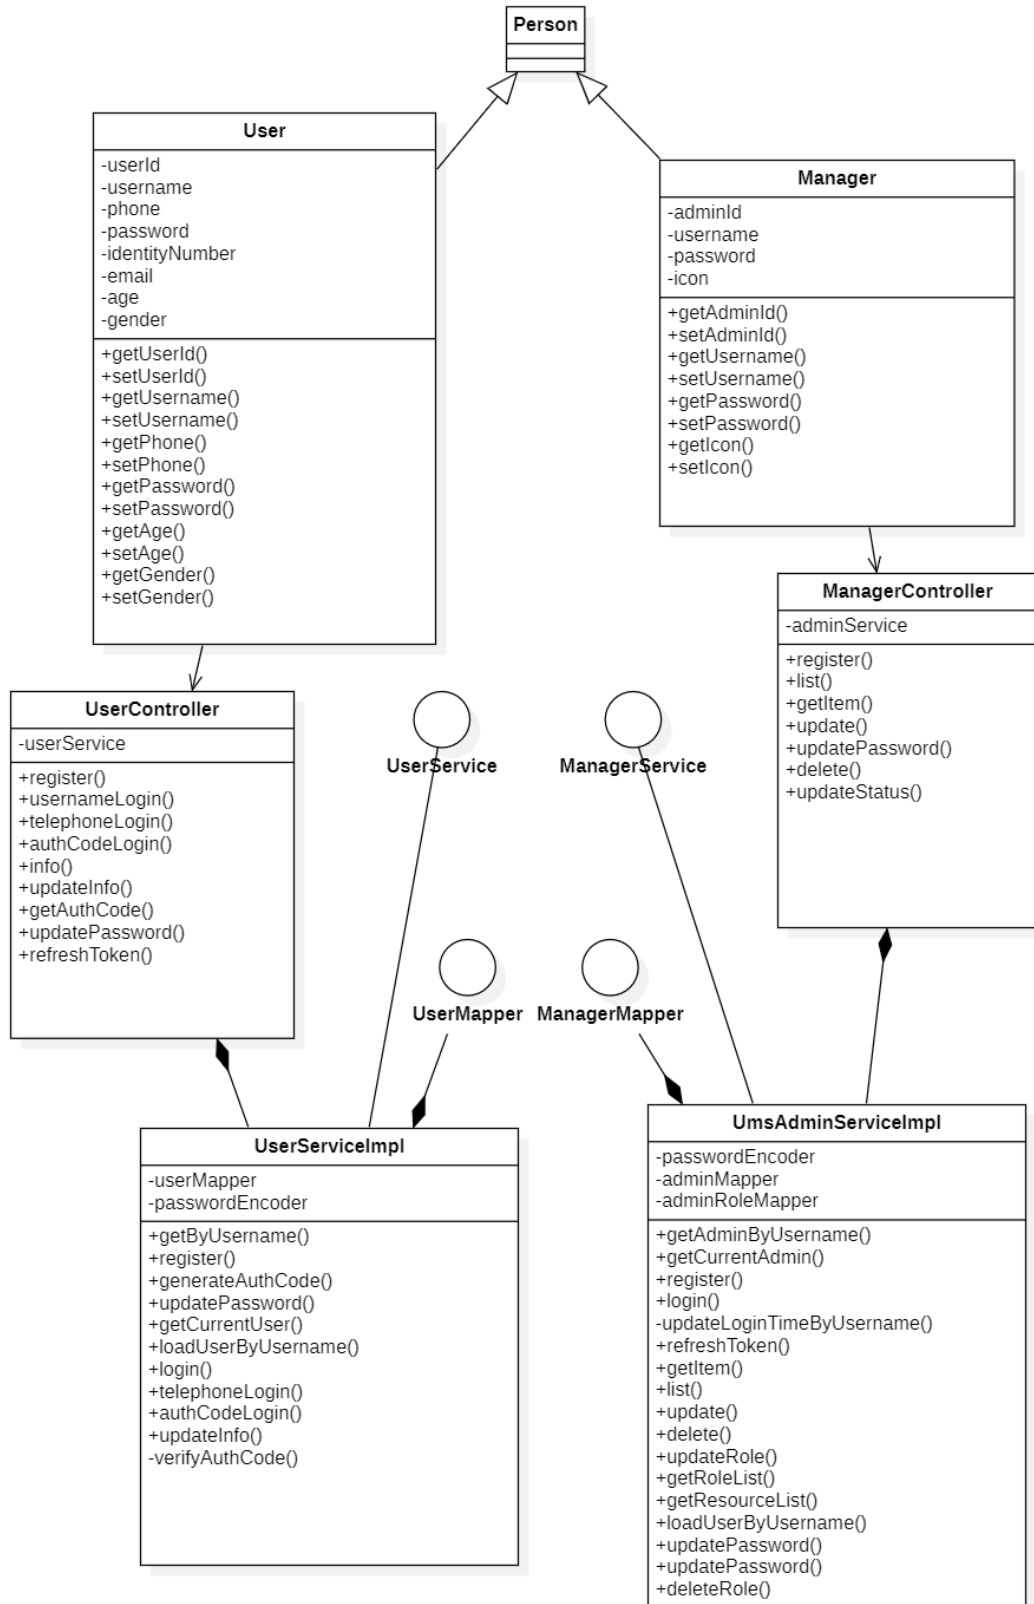 Person
User
-userId
-username
-phone
-password
-identityNumber
-email
-age
-gender
+getUserId()
+setUserId()
+getUsername()
+setUsername()
+getPhone()
+setPhone()
+getPassword()
+setPassword()
+getAge()
+setAge()
+getGender()
+setGender()
Manager
-adminId
-username
-password
-icon
+getAdminId()
+setAdminId()
+getUsername()
+setUsername()
+getPassword()
+setPassword()
+getIcon()
+setIcon()
ManagerController
-adminService
+register()
+list()
+getItem()
+update()
+updatePassword()
+delete()
+updateStatus()
UserController
-userService
+register()
+usernameLogin()
+telephoneLogin()
+authCodeLogin()
+info()
+updateInfo()
+getAuthCode()
+updatePassword()
+refreshToken()
UserService
ManagerService
UserMapper
ManagerMapper
UserServiceImpl
-userMapper
-passwordEncoder
+getByUsername()
+register()
+generateAuthCode()
+updatePassword()
+getCurrentUser()
+loadUserByUsername()
+login()
+telephoneLogin()
+authCodeLogin()
+updateInfo()
-verifyAuthCode()
UmsAdminServiceImpl
-passwordEncoder
-adminMapper
-adminRoleMapper
+getAdminByUsername()
+getCurrentAdmin()
+register()
+login()
-updateLoginTimeByUsername()
+refreshToken()
+getItem()
+list()
+update()
+delete()
+updateRole()
+getRoleList()
+getResourceList()
+loadUserByUsername()
+updatePassword()
+updatePassword()
+deleteRole()